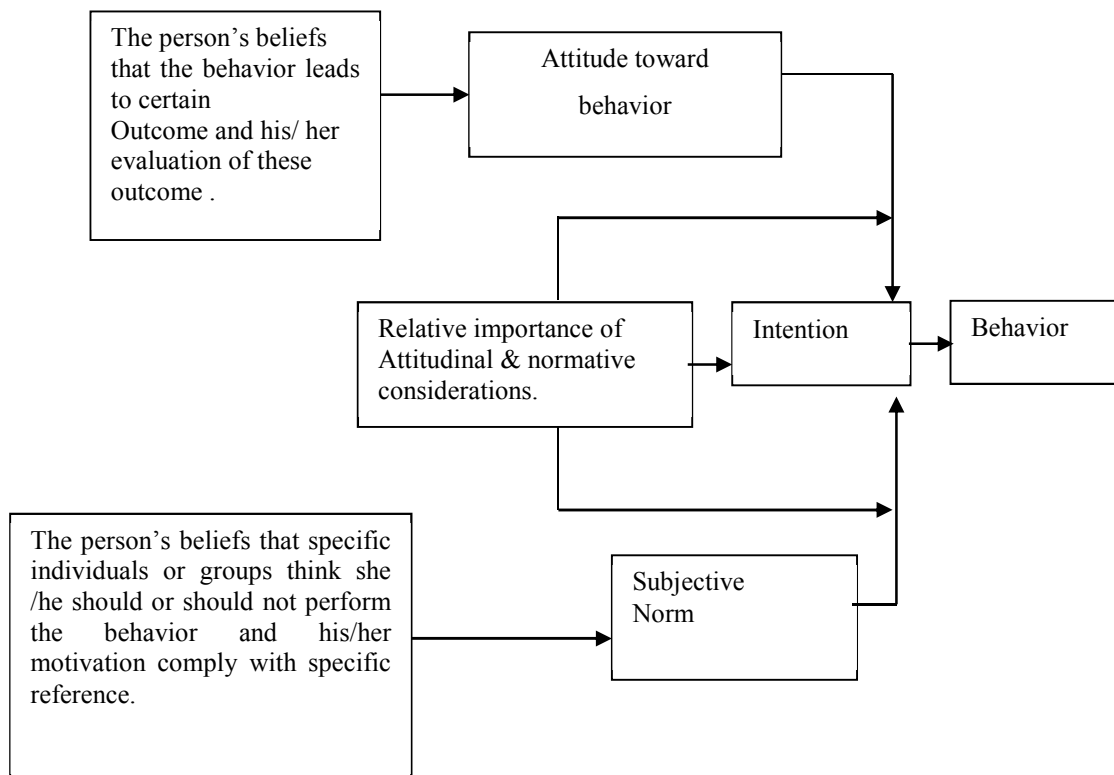 The person’s beliefs
that the behavior leads
to certain
Outcome and his/ her
evaluation of these
outcome .
Attitude toward
behavior
Relative importance of
Attitudinal & normative
considerations.
Intention
Behavior
The person’s beliefs that specific
individuals or groups think she
/he should or should not perform
the behavior and his/her
motivation comply with specific
reference.
Subjective
Norm